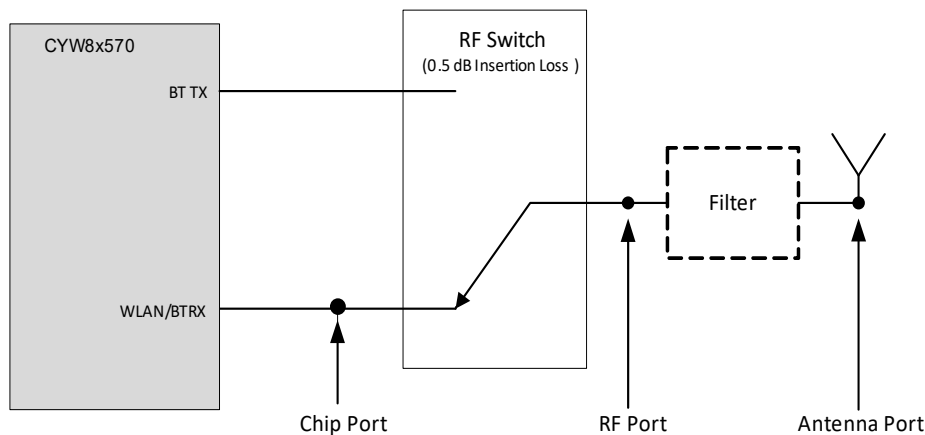 CYW8x570
RF Switch
(0.5 dB Insertion Loss )
BT TX
Filter
WLAN/BTRX
Chip Port
RF Port
Antenna Port